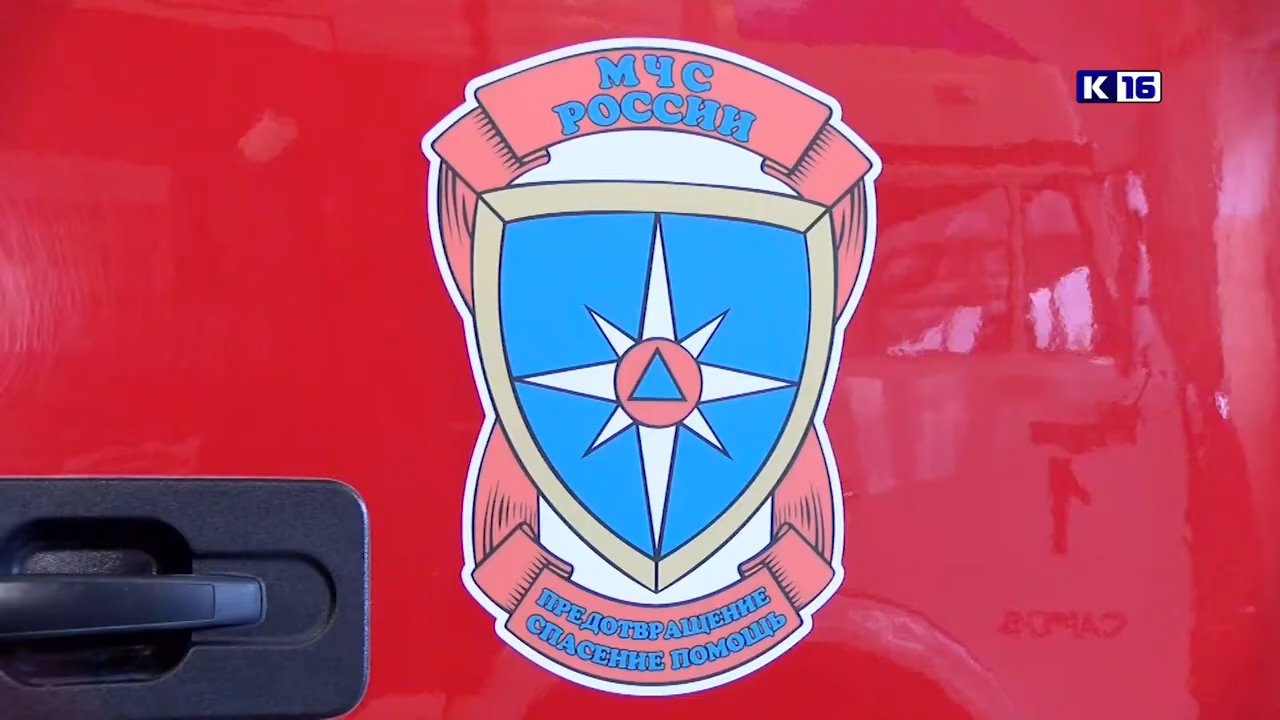 МЧС
РОССИИ
К 16
ПРЕДОТВРАЩЕНИЕ
СПАСЕНИЕ ПОМОЩЬ